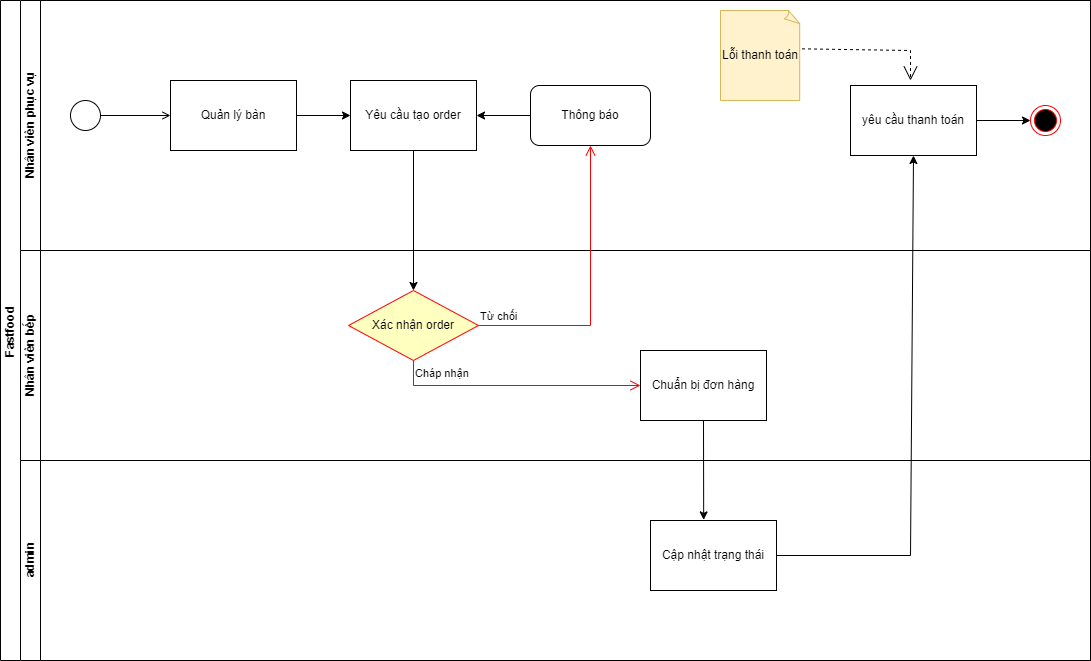 Fastfood
Nhân viên phục vụ
Quản lý bàn
Yêu cầu tạo order
Thông báo
Lỗi thanh toán
yêu cầu thanh toán
Nhân viên bếp
Xác nhận order
Từ chối
Cháp nhận
Chuẩn bị đơn hàng
admin
Cập nhật trạng thái